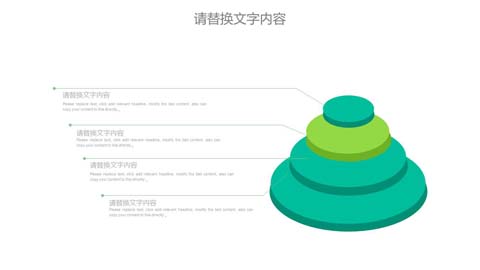 请替换文字内容
请替换文字内容
Please replace text, click add relevant headline, modify the text content, also can
copy your content to this directly.
请替换文字内容
Please replace text, click add relevant headline, modify the text content, also can
copy your content to this directly.
请替换文字内容
Please replace text, click add relevant headline, modify the text content, also can
copy your content to this directly.
请替换文字内容
Please replace text, click add relevant headline, modify the text content, also can
copy your content to this directly.